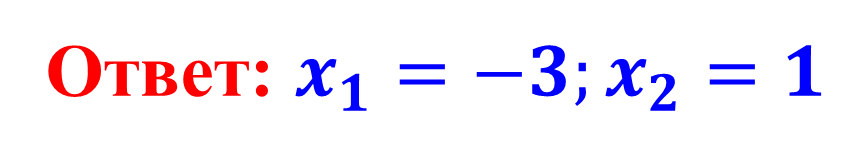 Ответ: x₁ = −3; x₂ = 1